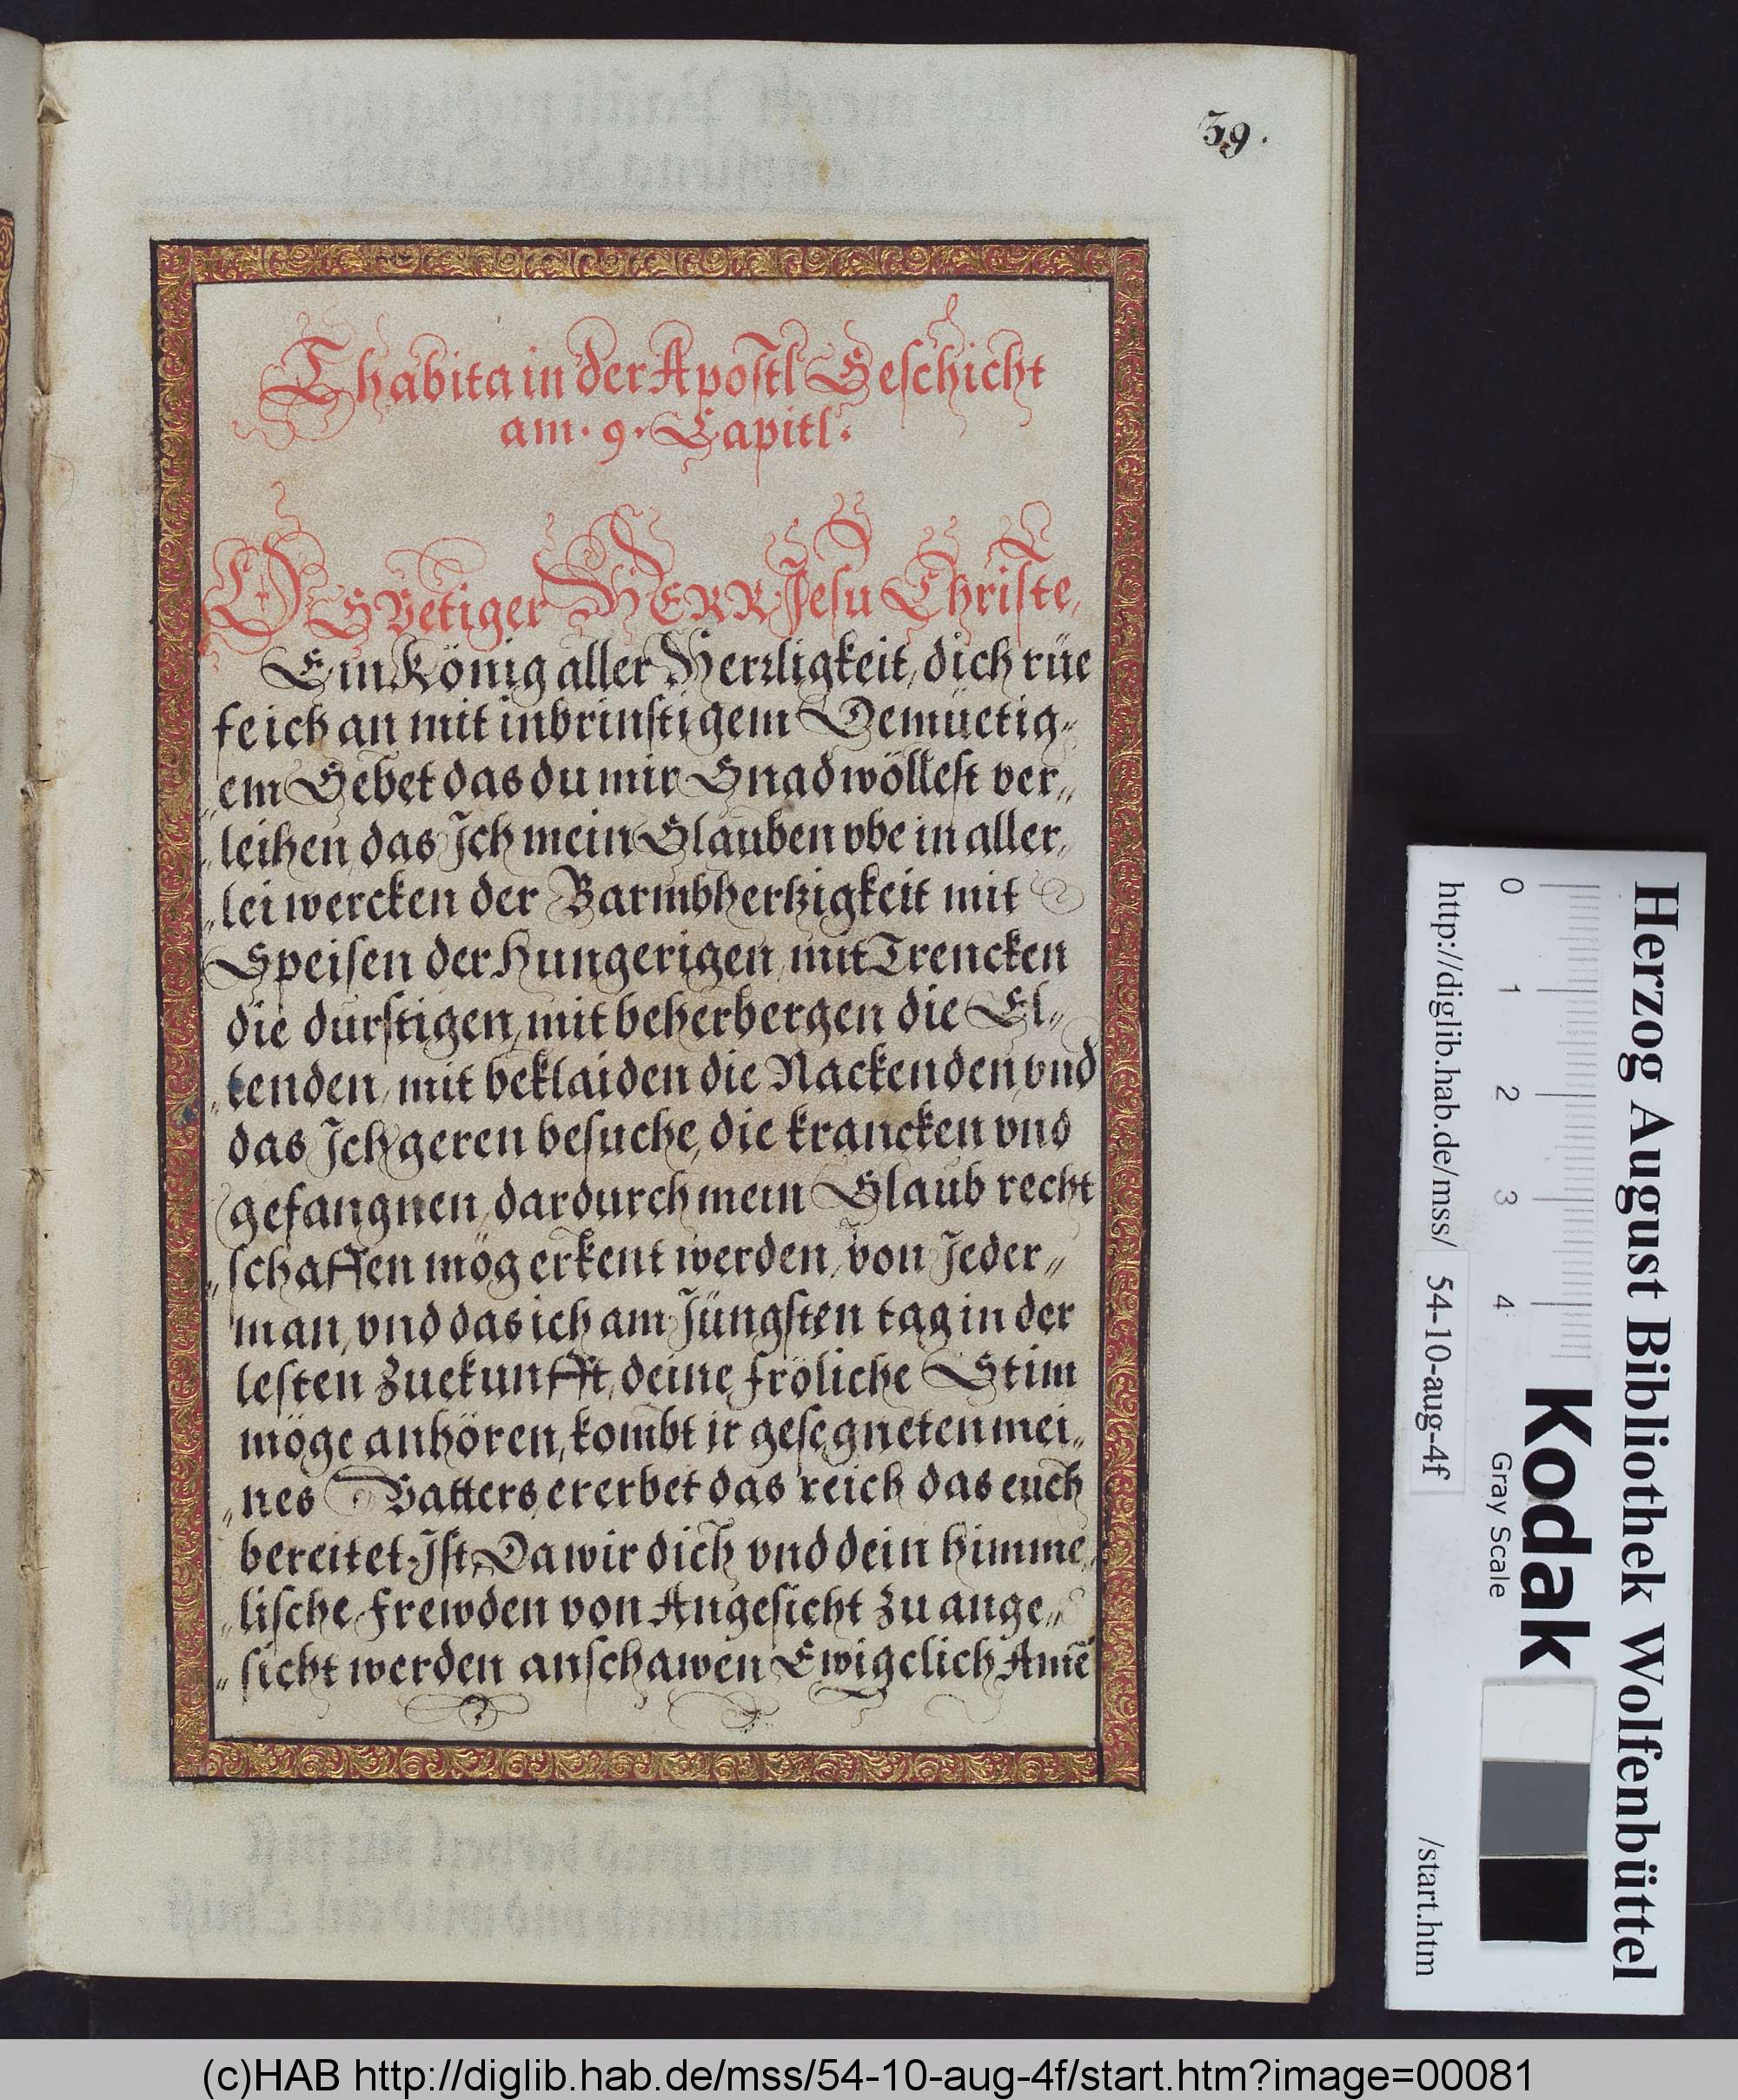 39.
Thabita in der Apostl Geschicht
am. 9. Capitl.
O Güetiger HERR Jesu Christe,
Ein König aller Herrligkeit, dich rüe
fe ich an mit inbrinstigem Demüetig„
„em Gebet das du mir Gnad wöllest ver„
„leihen, das Ich mein Glauben vbe in aller„
„lei wercken der Barmbhertzigkeit mit
Speisen der Hungerigen, mit Trencken
die durstigen, mit beherbergen die El„
„tenden, mit beklaiden die Nackenden, vnd
das Ich geren besuche, die krancken vnd
gefangnen, dardurch mein Glaub recht
„schaffen mög erkent werden, von Jeder„
man, vnd das ich am Jüngsten tag in der
lesten Zuekunfft, deine fröliche Stim
möge anhören, kombt ir gesegneten mei„
„nes Vatters ererbet das reich das euch
bereitet Ist, Da wir dich vnd dein himme„
„lische frewden von Angesicht zu ange„
„sicht werden anschawen Ewigelich Amē
Herzog August Bibliothek Wolfenbüttel
Kodak
Gray Scale
0 1 2 3 4
http://diglib.hab.de/mss/ 54-10-aug-4f /start.htm
(c)HAB http://diglib.hab.de/mss/54-10-aug-4f/start.htm?image=00081